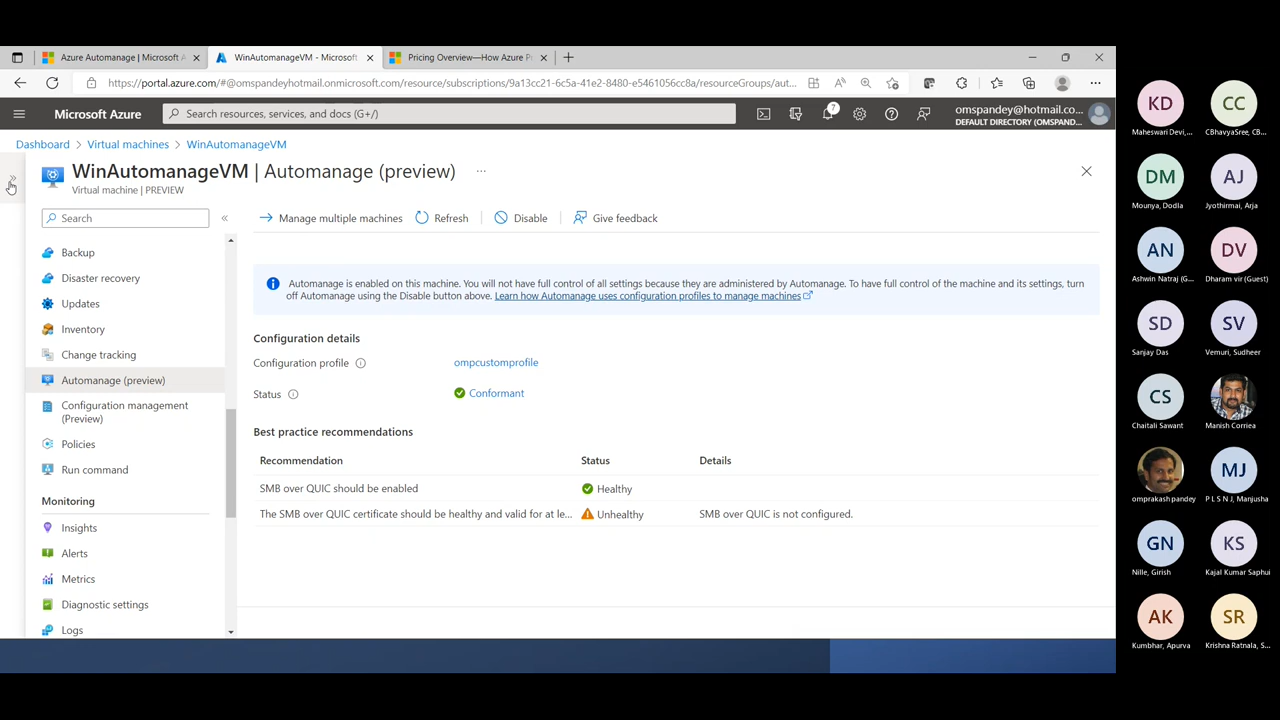 Azure Automanage | Microsoft A
WinAutomanageVM - Microsoft
Pricing Overview—How Azure P
https://portal.azure.com/#@omspandeyhotmail.onmicrosoft.com/resource/subscriptions/9a13cc21-6c5a-41e2-8480-e5461056cc8a/resourceGroups/aut...
Microsoft Azure
Search resources, services, and docs (G+/)
7
omspandey@hotmail.co...
DEFAULT DIRECTORY (OMSPAND...
Dashboard > Virtual machines > WinAutomanageVM
WinAutomanageVM | Automanage (preview) ...
Virtual machine | PREVIEW
Search
Manage multiple machines
Refresh
Disable
Give feedback
Backup
Disaster recovery
Updates
Inventory
Change tracking
Automanage (preview)
Configuration management
(Preview)
Policies
Run command
Monitoring
Insights
Alerts
Metrics
Diagnostic settings
Logs
Automanage is enabled on this machine. You will not have full control of all settings because they are administered by Automanage. To have full control of the machine and its settings, turn
off Automanage using the Disable button above. Learn how Automanage uses configuration profiles to manage machines
Configuration details
Configuration profile
ompcustomprofile
Status
Conformant
Best practice recommendations
Recommendation Status Details
SMB over QUIC should be enabled Healthy
The SMB over QUIC certificate should be healthy and valid for at le... Unhealthy SMB over QUIC is not configured.
KD CC
Maheswari Devi,... CBhavyaSree, CB...
DM AJ
Mounya, Dodla Jyothirmai, Arja
AN DV
Ashwin Natraj (G... Dharam vir (Guest)
SD SV
Sanjay Das Vemuri, Sudheer
CS
Chaitali Sawant Manish Corriea
MJ
omprakash pandey P L S N J, Manjusha
GN KS
Nille, Girish Kajal Kumar Saphui
AK SR
Kumbhar, Apurva Krishna Ratnala, S...